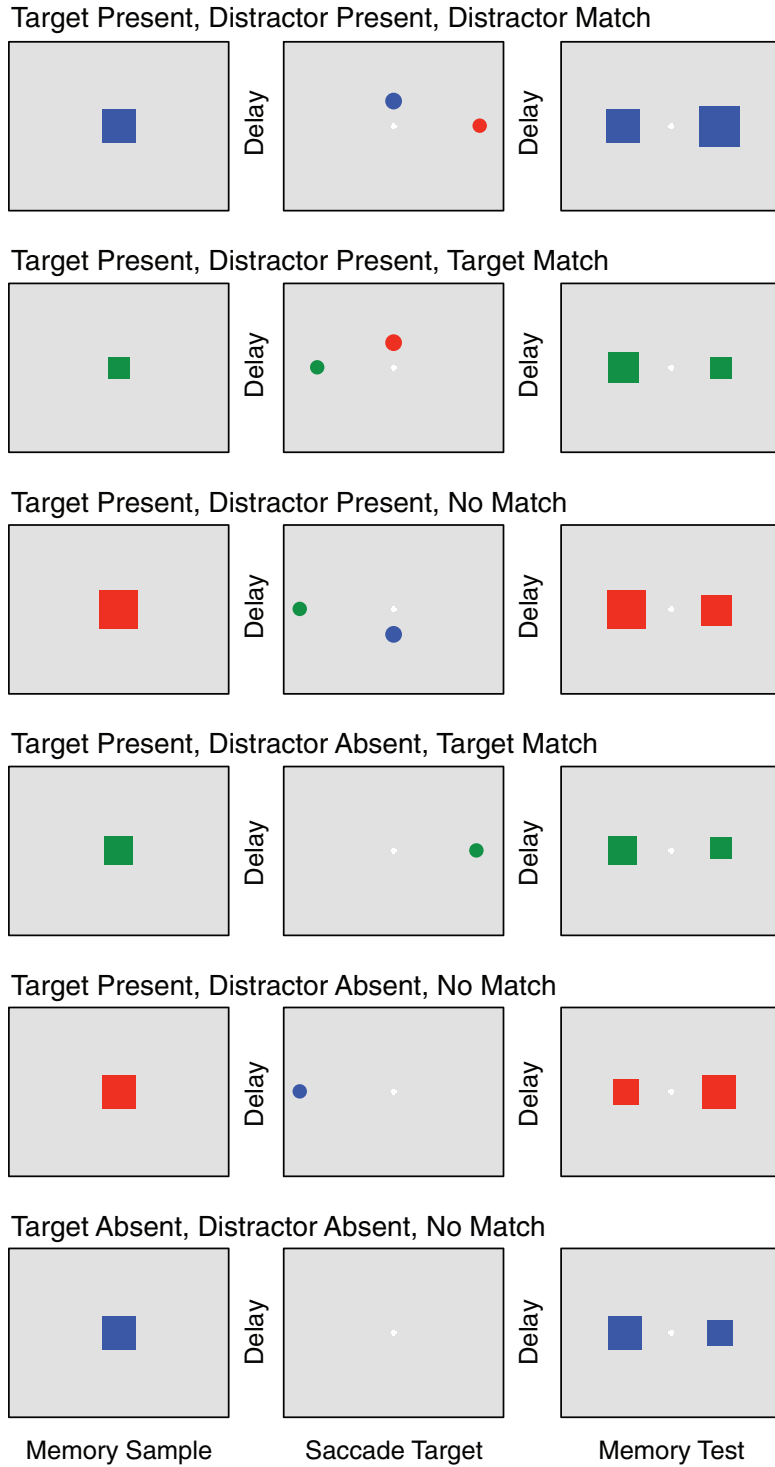 Target Present, Distractor Present, Distractor Match
Delay
Delay
Target Present, Distractor Present, Target Match
Delay
Delay
Target Present, Distractor Present, No Match
Delay
Delay
Target Present, Distractor Absent, Target Match
Delay
Delay
Target Present, Distractor Absent, No Match
Delay
Delay
Target Absent, Distractor Absent, No Match
Delay
Delay
Memory Sample
Saccade Target
Memory Test